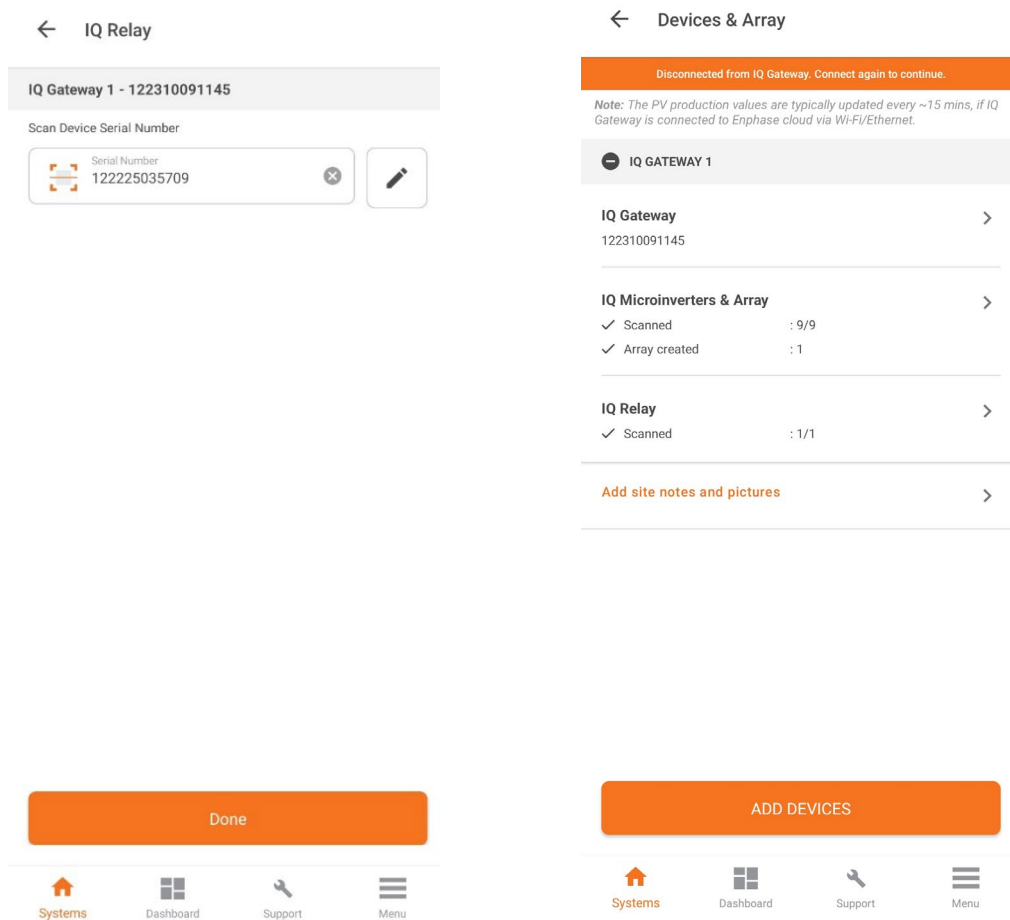 IQ Relay
IQ Gateway 1 - 122310091145
Scan Device Serial Number
Serial Number
122225035709
Done
Systems Dashboard Support Menu
Devices & Array
Disconnected from IQ Gateway. Connect again to continue.
Note: The PV production values are typically updated every ~15 mins, if IQ
Gateway is connected to Enphase cloud via Wi-Fi/Ethernet.
IQ GATEWAY 1
IQ Gateway
122310091145
IQ Microinverters & Array
Scanned : 9/9
Array created : 1
IQ Relay
Scanned : 1/1
Add site notes and pictures
ADD DEVICES
Systems Dashboard Support Menu